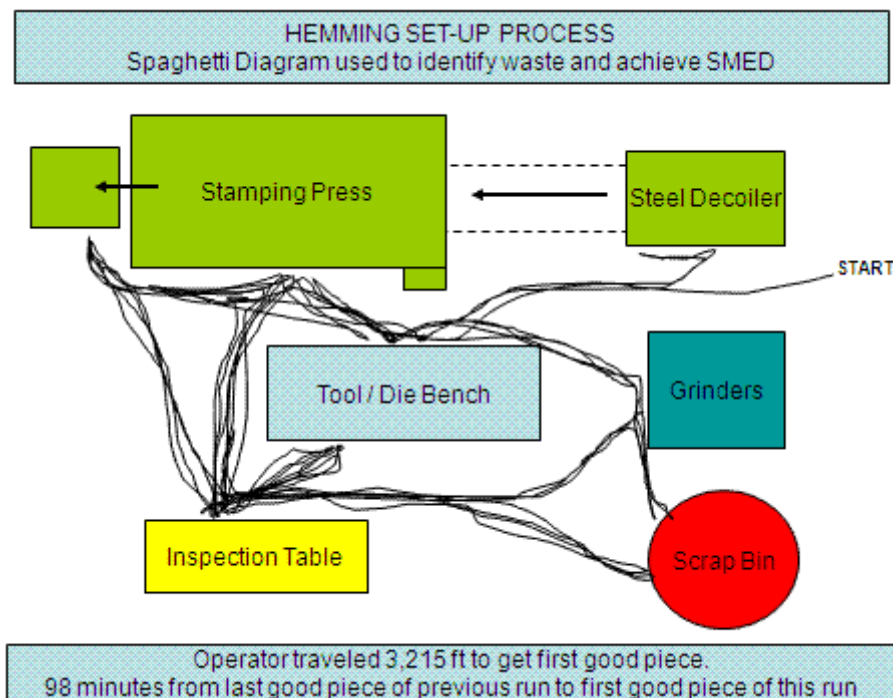 HEMMING SET-UP PROCESS
Spaghetti Diagram used to identify waste and achieve SMED
Stamping Press
Steel Decoiler
START
Tool / Die Bench
Grinders
Inspection Table
Scrap Bin
Operator traveled 3,215 ft to get first good piece.
98 minutes from last good piece of previous run to first good piece of this run